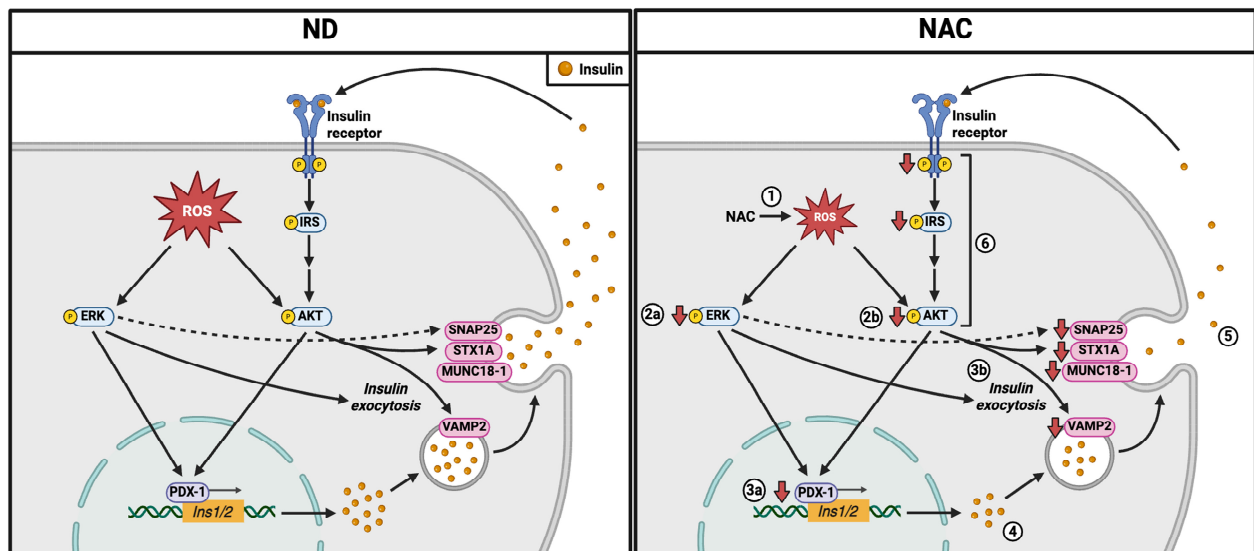 ND
Insulin
Insulin
receptor
P
P
ROS
P
IRS
P
ERK
P
AKT
SNAP25
STX1A
MUNC18-1
Insulin
exocytosis
VAMP2
PDX-1
Ins1/2
NAC
Insulin
receptor
P
P
1
NAC
ROS
P
IRS
6
2a
P
ERK
2b
P
AKT
SNAP25
STX1A
MUNC18-1
5
3b
Insulin
exocytosis
VAMP2
3a
PDX-1
Ins1/2
4